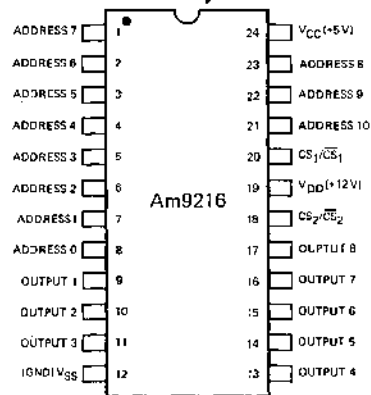 ADDRESS 7 1 24 VCC(+5V)
ADDRESS 6 2 23 ADDRESS 8
ADDRESS 5 3 22 ADDRESS 9
ADDRESS 4 4 21 ADDRESS 10
ADDRESS 3 5 20 CS1/C̅S̅1
ADDRESS 2 6 19 VDD(+12V)
Am9216
ADDRESS 1 7 18 CS2/C̅S̅2
ADDRESS 0 8 17 OUPTUT 8
OUTPUT 1 9 16 OUTPUT 7
OUTPUT 2 10 15 OUTPUT 6
OUTPUT 3 11 14 OUTPUT 5
(GND) VSS 12 13 OUTPUT 4